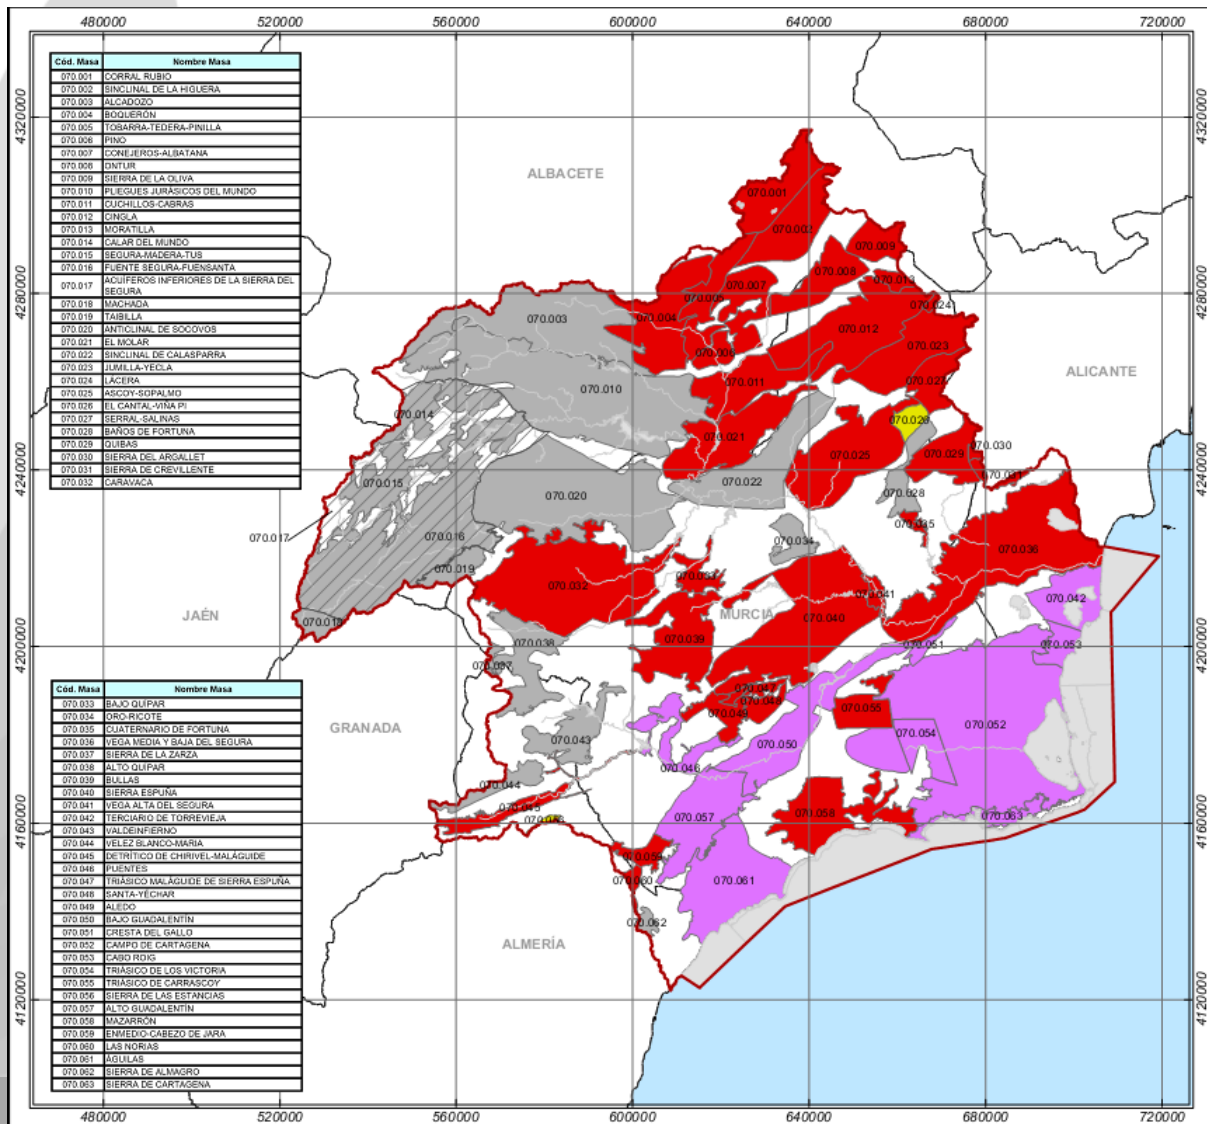 480000 520000 560000 600000 640000 680000 720000
4320000 4320000
4280000 4280000
4240000 4240000
4200000 4200000
4160000 4160000
4120000 4120000
480000 520000 560000 600000 640000 680000 720000
Cód. Masa Nombre Masa
070.001 CORRAL RUBIO
070.002 SINCLINAL DE LA HIGUERA
070.003 ALCADOZO
070.004 BOQUERÓN
070.005 TOBARRA-TEDERA-PINILLA
070.006 PINO
070.007 CONEJEROS-ALBATANA
070.008 ONTUR
070.009 SIERRA DE LA OLIVA
070.010 PLIEGUES JURÁSICOS DEL MUNDO
070.011 CUCHILLOS-CABRAS
070.012 CINGLA
070.013 MORATILLA
070.014 CALAR DEL MUNDO
070.015 SEGURA-MADERA-TUS
070.016 FUENTE SEGURA-FUENSANTA
070.017 ACUÍFEROS INFERIORES DE LA SIERRA DEL
SEGURA
070.018 MACHADA
070.019 TAIBILLA
070.020 ANTICLINAL DE SOCOVOS
070.021 EL MOLAR
070.022 SINCLINAL DE CALASPARRA
070.023 JUMILLA-YECLA
070.024 LÁCERA
070.025 ASCOY-SOPALMO
070.026 EL CANTAL-VIÑA PI
070.027 SERRAL-SALINAS
070.028 BAÑOS DE FORTUNA
070.029 QUIBAS
070.030 SIERRA DEL ARGALLET
070.031 SIERRA DE CREVILLENTE
070.032 CARAVACA
Cód. Masa Nombre Masa
070.033 BAJO QUÍPAR
070.034 ORO-RICOTE
070.035 CUATERNARIO DE FORTUNA
070.036 VEGA MEDIA Y BAJA DEL SEGURA
070.037 SIERRA DE LA ZARZA
070.038 ALTO QUÍPAR
070.039 BULLAS
070.040 SIERRA ESPUÑA
070.041 VEGA ALTA DEL SEGURA
070.042 TERCIARIO DE TORREVIEJA
070.043 VALDEINFIERNO
070.044 VELEZ BLANCO-MARIA
070.045 DETRÍTICO DE CHIRIVEL-MALÁGUIDE
070.046 PUENTES
070.047 TRIÁSICO MALÁGUIDE DE SIERRA ESPUÑA
070.048 SANTA-YÉCHAR
070.049 ALEDO
070.050 BAJO GUADALENTÍN
070.051 CRESTA DEL GALLO
070.052 CAMPO DE CARTAGENA
070.053 CABO ROIG
070.054 TRIÁSICO DE LOS VICTORIA
070.055 TRIÁSICO DE CARRASCOY
070.056 SIERRA DE LAS ESTANCIAS
070.057 ALTO GUADALENTÍN
070.058 MAZARRÓN
070.059 ENMEDIO-CABEZO DE JARA
070.060 LAS NORIAS
070.061 ÁGUILAS
070.062 SIERRA DE ALMAGRO
070.063 SIERRA DE CARTAGENA
ALBACETE
ALICANTE
JAÉN
MURCIA
GRANADA
ALMERÍA
070.001
070.002
070.009
070.008
070.007
070.013
070.005
070.024
070.003
070.004
070.012
070.023
070.006
070.010
070.011
070.027
070.014
070.021
070.025
070.029
070.030
070.031
070.015
070.020
070.022
070.028
070.035
070.017
070.016
070.034
070.036
070.019
070.032
070.033
070.041
070.042
070.040
070.039
070.038
070.051
070.053
070.037
070.047
070.048
070.049
070.055
070.052
070.054
070.043
070.050
070.046
070.044
070.045
070.057
070.058
070.063
070.059
070.060
070.061
070.062